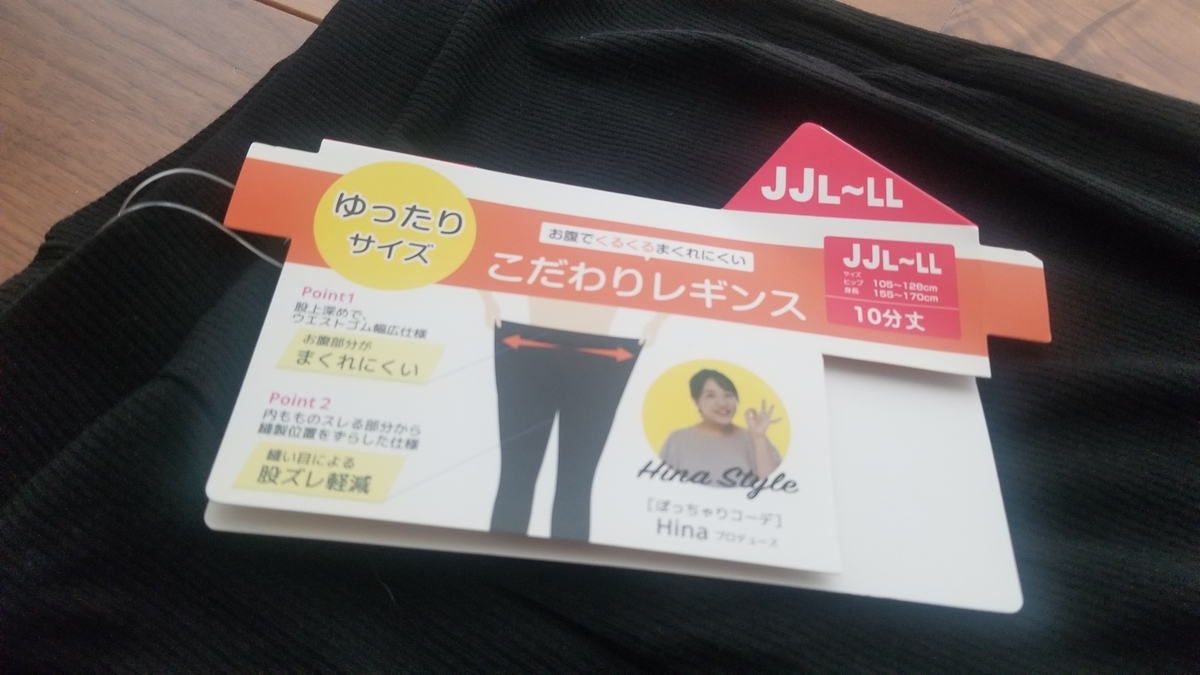 JJL~LL
ゆったり
サイズ
お腹でくるくるまくれにくい
こだわりレギンス
JJL~LL
サイズ
ヒップ 105~128cm
身長 155~170cm
10分丈
Point1
股上深めで、
ウエストゴム幅広仕様
お腹部分が
まくれにくい
Point 2
内もものスレる部分から
縫製位置をずらした仕様
縫い目による
股ズレ軽減
Hina Style
[ぽっちゃりコーデ]
Hina プロデュース